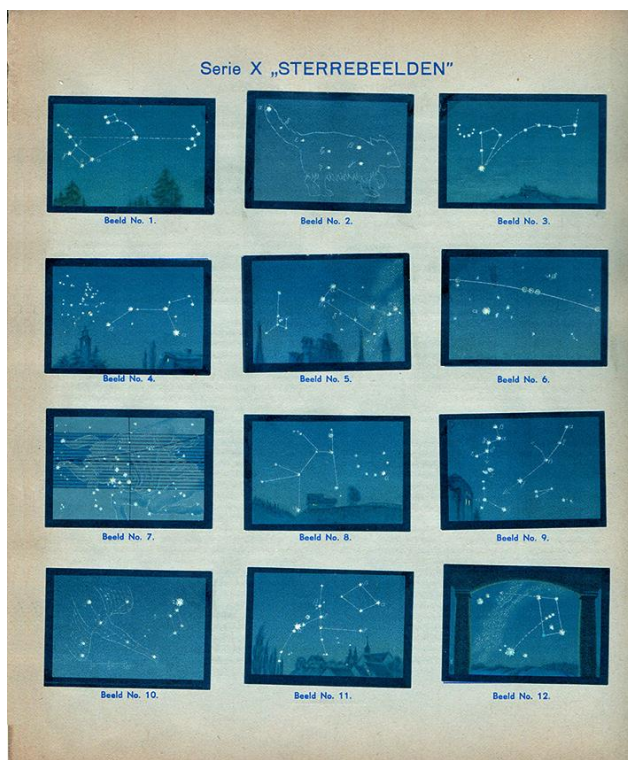 Serie X „STERREBEELDEN"
Beeld No. 1.
Beeld No. 2.
Beeld No. 3.
Beeld No. 4.
Beeld No. 5.
Beeld No. 6.
Beeld No. 7.
Beeld No. 8.
Beeld No. 9.
Beeld No. 10.
Beeld No. 11.
Beeld No. 12.